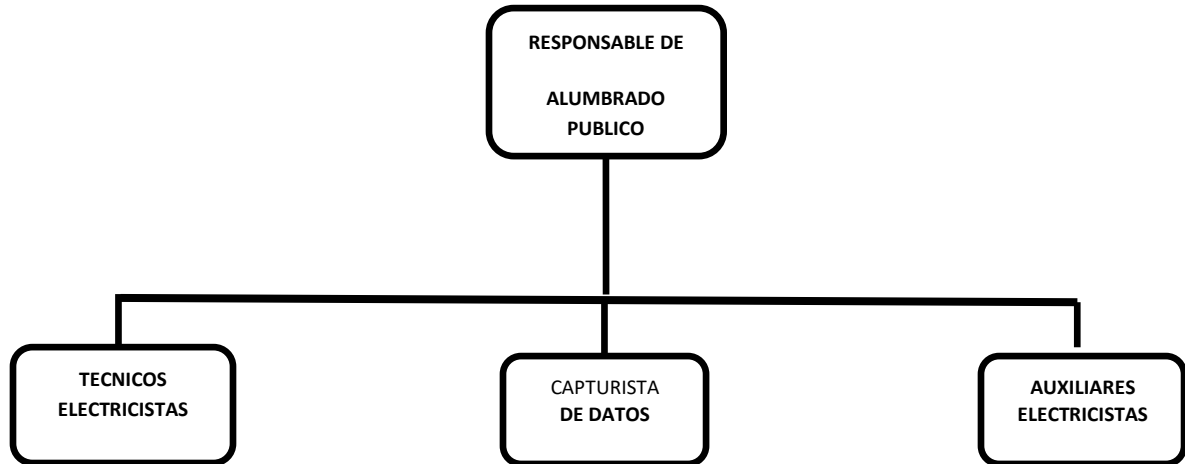 RESPONSABLE DE
ALUMBRADO
PUBLICO
TECNICOS
ELECTRICISTAS
CAPTURISTA
DE DATOS
AUXILIARES
ELECTRICISTAS